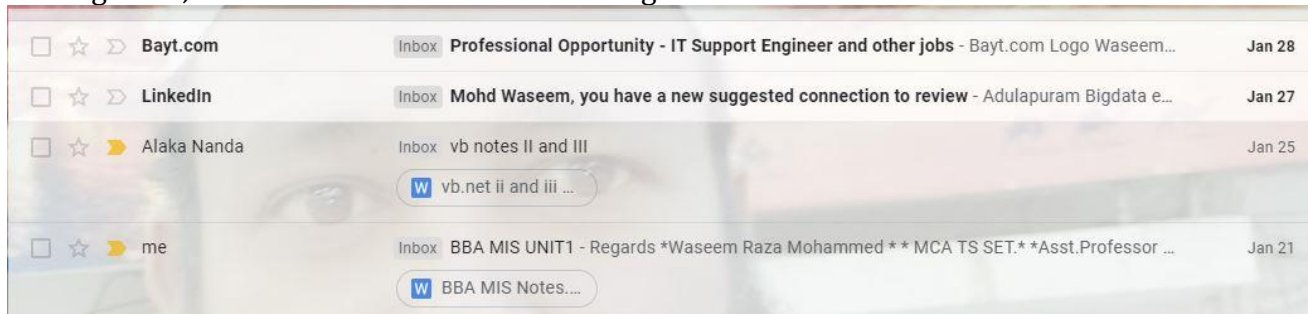 Bayt.com Inbox Professional Opportunity - IT Support Engineer and other jobs - Bayt.com Logo Waseem... Jan 28
LinkedIn Inbox Mohd Waseem, you have a new suggested connection to review - Adulapuram Bigdata e... Jan 27
Alaka Nanda Inbox vb notes II and III Jan 25
W vb.net ii and iii ...
me Inbox BBA MIS UNIT1 - Regards *Waseem Raza Mohammed * * MCA TS SET.* *Asst.Professor ... Jan 21
W BBA MIS Notes....